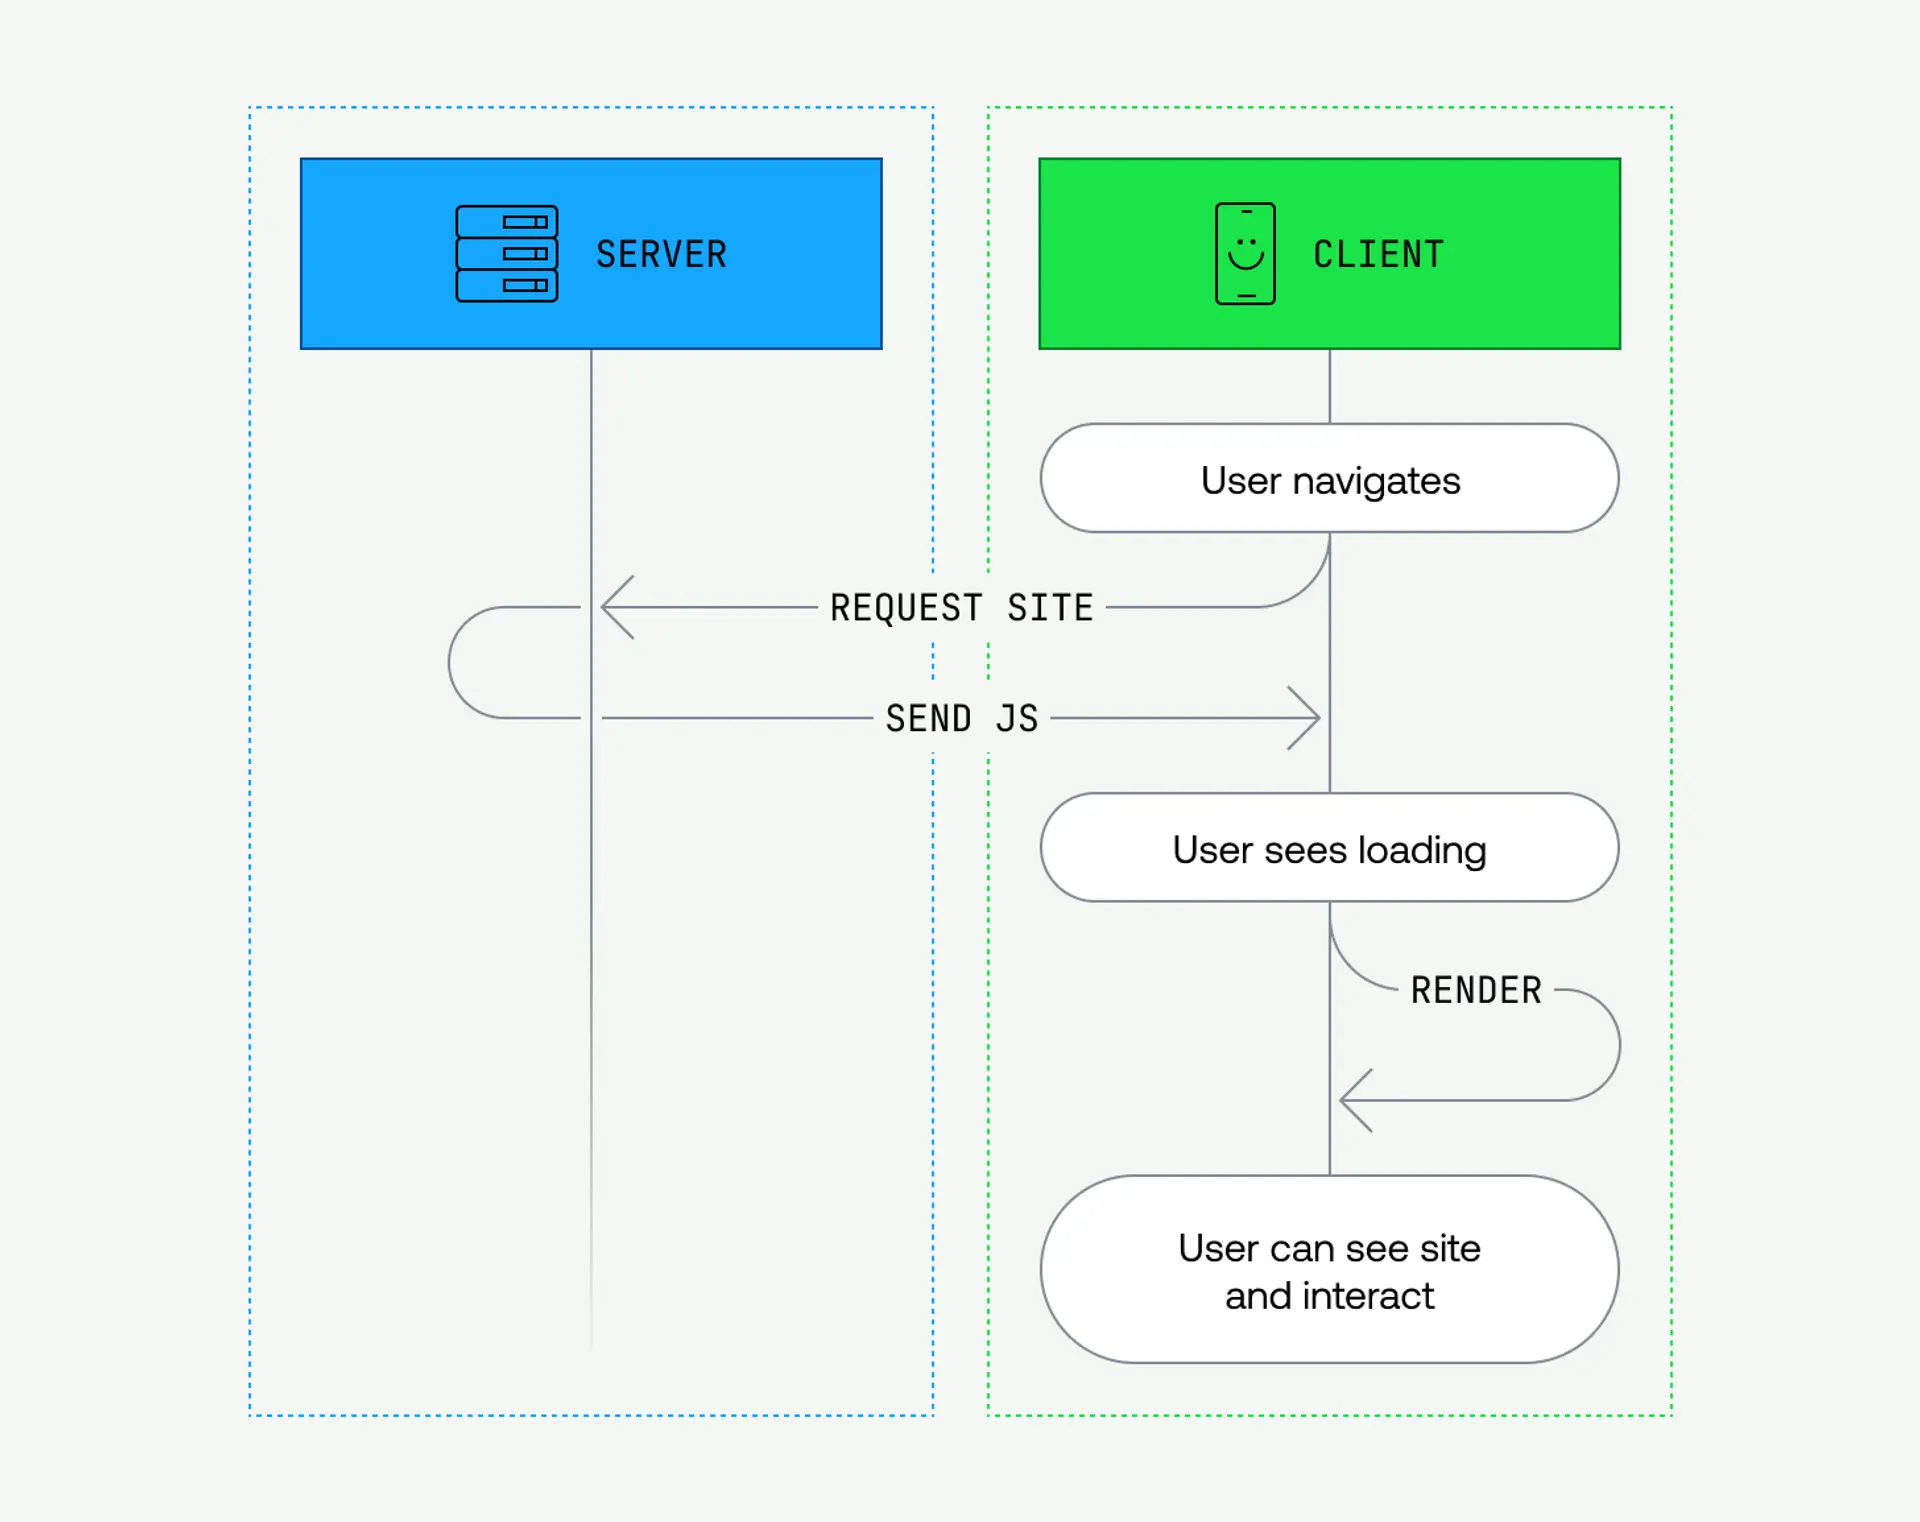 SERVER
CLIENT
User navigates
REQUEST SITE
SEND JS
User sees loading
RENDER
User can see site
and interact